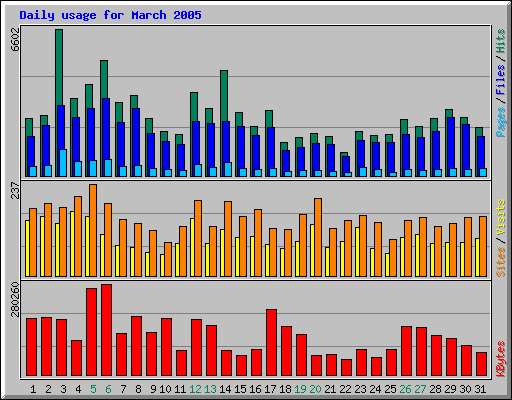 Daily usage for March 2005
6602
Pages / Files / Hits
237
Sites / Visits
280260
KBytes
1 2 3 4 5 6 7 8 9 10 11 12 13 14 15 16 17 18 19 20 21 22 23 24 25 26 27 28 29 30 31